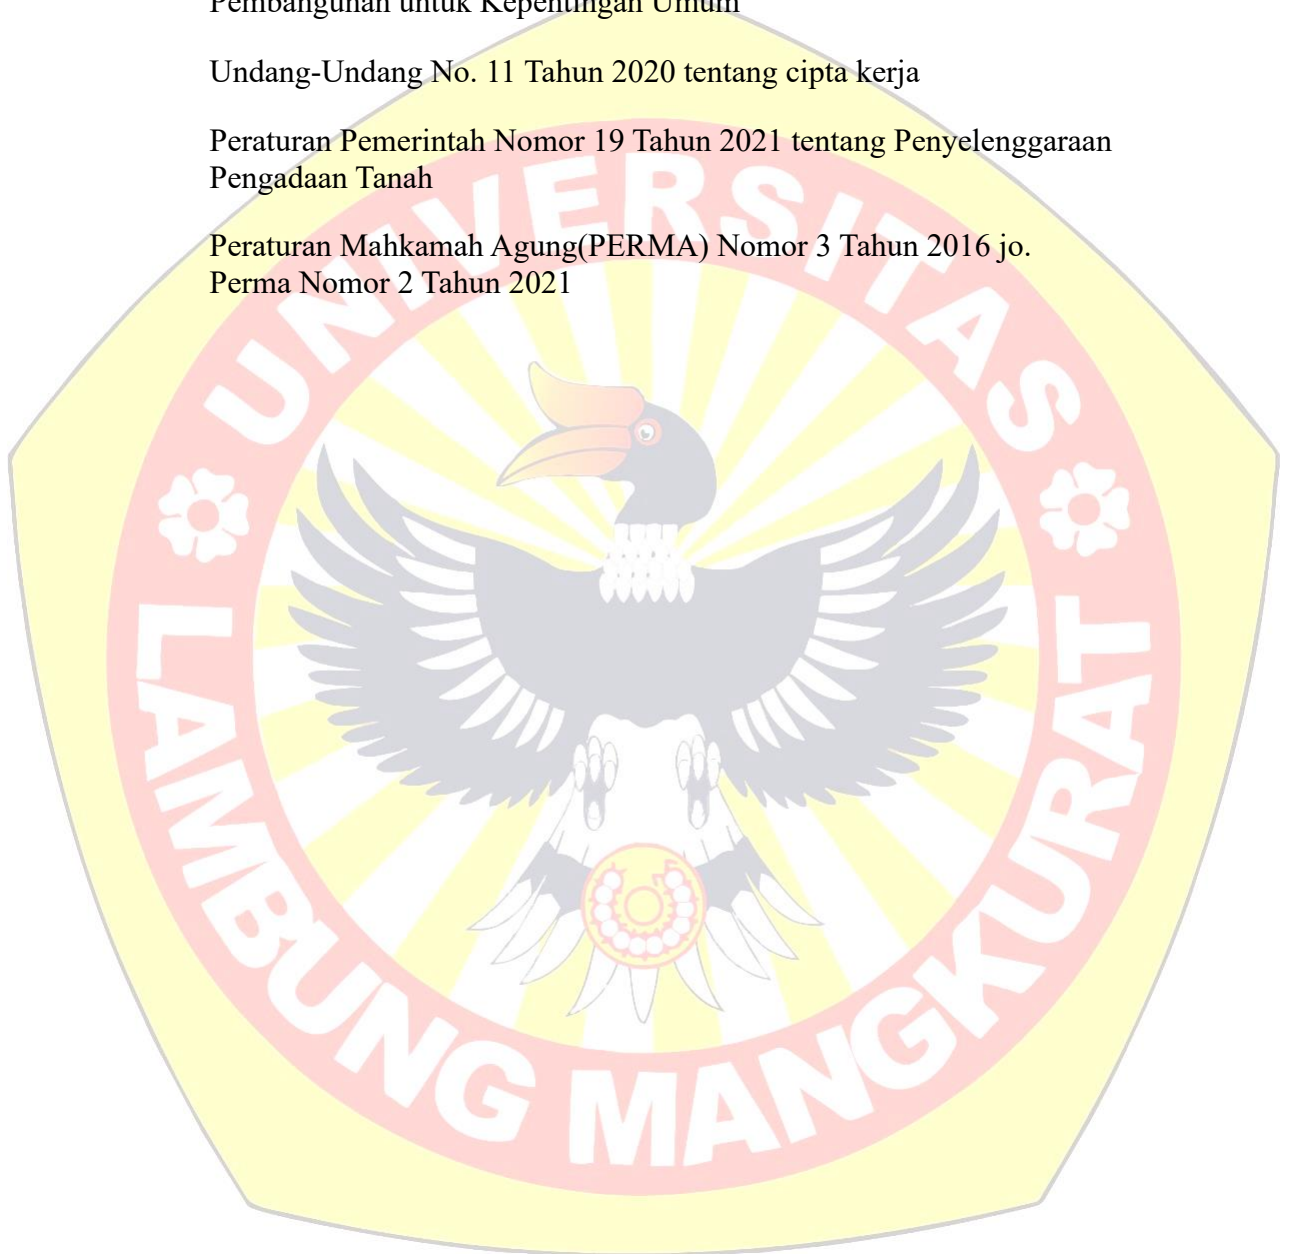 Pembangunan untuk Kepentingan Umum
Undang-Undang No. 11 Tahun 2020 tentang cipta kerja
Peraturan Pemerintah Nomor 19 Tahun 2021 tentang Penyelenggaraan
Pengadaan Tanah
Peraturan Mahkamah Agung(PERMA) Nomor 3 Tahun 2016 jo.
Perma Nomor 2 Tahun 2021
UNIVERSITAS
LAMBUNG MANGKURAT